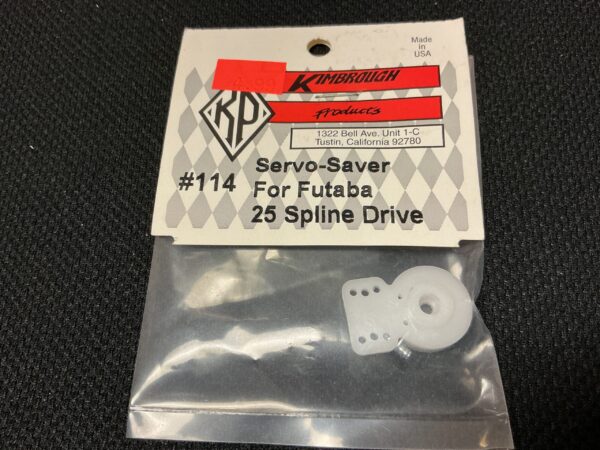 Made
in
USA
KIMBROUGH
KP
Products
1322 Bell Ave. Unit 1-C
Tustin, California 92780
#114 Servo-Saver
For Futaba
25 Spline Drive